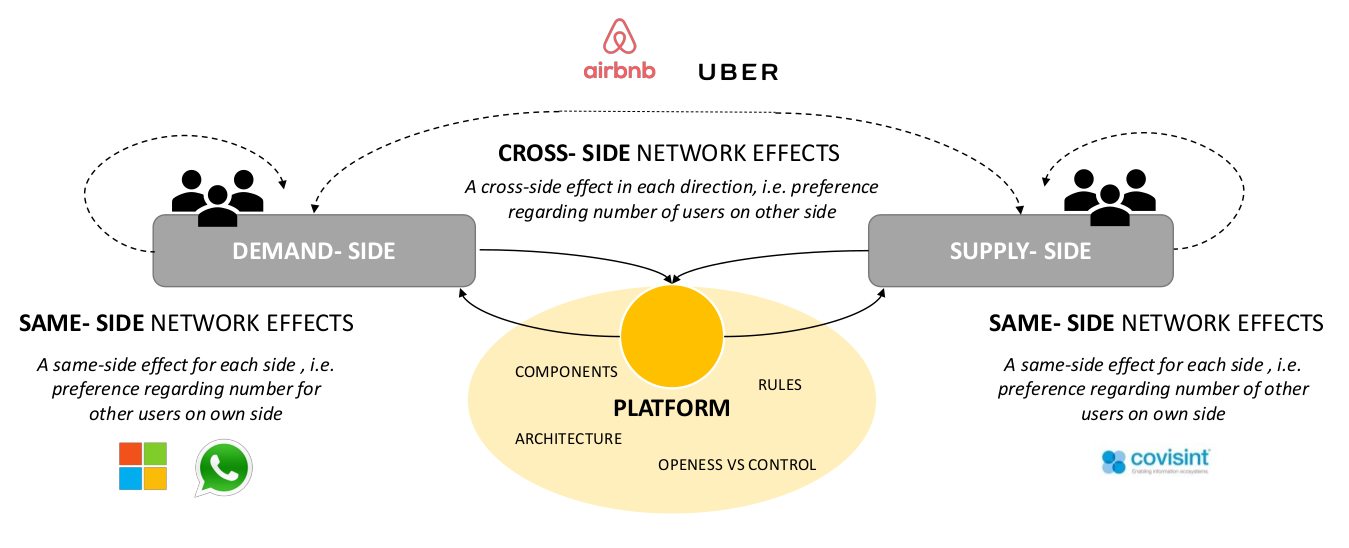 airbnb
UBER
CROSS- SIDE NETWORK EFFECTS
A cross-side effect in each direction, i.e. preference
regarding number of users on other side
DEMAND- SIDE
SUPPLY- SIDE
SAME- SIDE NETWORK EFFECTS
A same-side effect for each side , i.e.
preference regarding number for
other users on own side
COMPONENTS
RULES
PLATFORM
ARCHITECTURE
OPENESS VS CONTROL
SAME- SIDE NETWORK EFFECTS
A same-side effect for each side , i.e.
preference regarding number of other
users on own side
covisint
Enabling information ecosystems